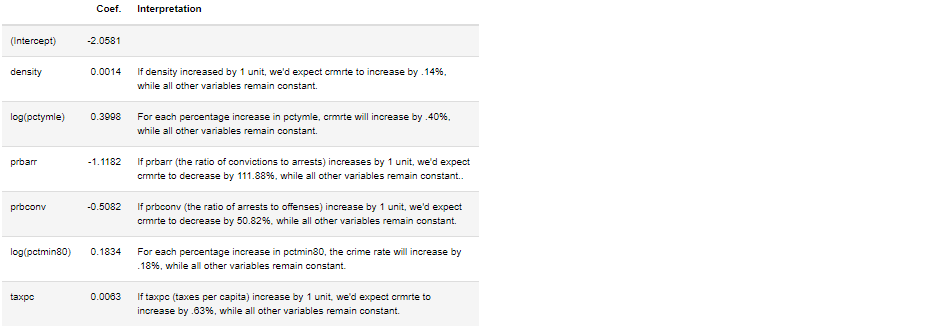 Coef. Interpretation
(Intercept) -2.0581
density 0.0014 If density increased by 1 unit, we'd expect crmrte to increase by .14%,
while all other variables remain constant.
log(pctymle) 0.3998 For each percentage increase in pctymle, crmrte will increase by .40%,
while all other variables remain constant.
prbarr -1.1182 If prbarr (the ratio of convictions to arrests) increases by 1 unit, we'd expect
crmrte to decrease by 111.88%, while all other variables remain constant..
prbconv -0.5082 If prbconv (the ratio of arrests to offenses) increase by 1 unit, we'd expect
crmrte to decrease by 50.82%, while all other variables remain constant.
log(pctmin80) 0.1834 For each percentage increase in pctmin80, the crime rate will increase by
.18%, while all other variables remain constant.
taxpc 0.0063 If taxpc (taxes per capita) increase by 1 unit, we'd expect crmrte to
increase by .63%, while all other variables remain constant.